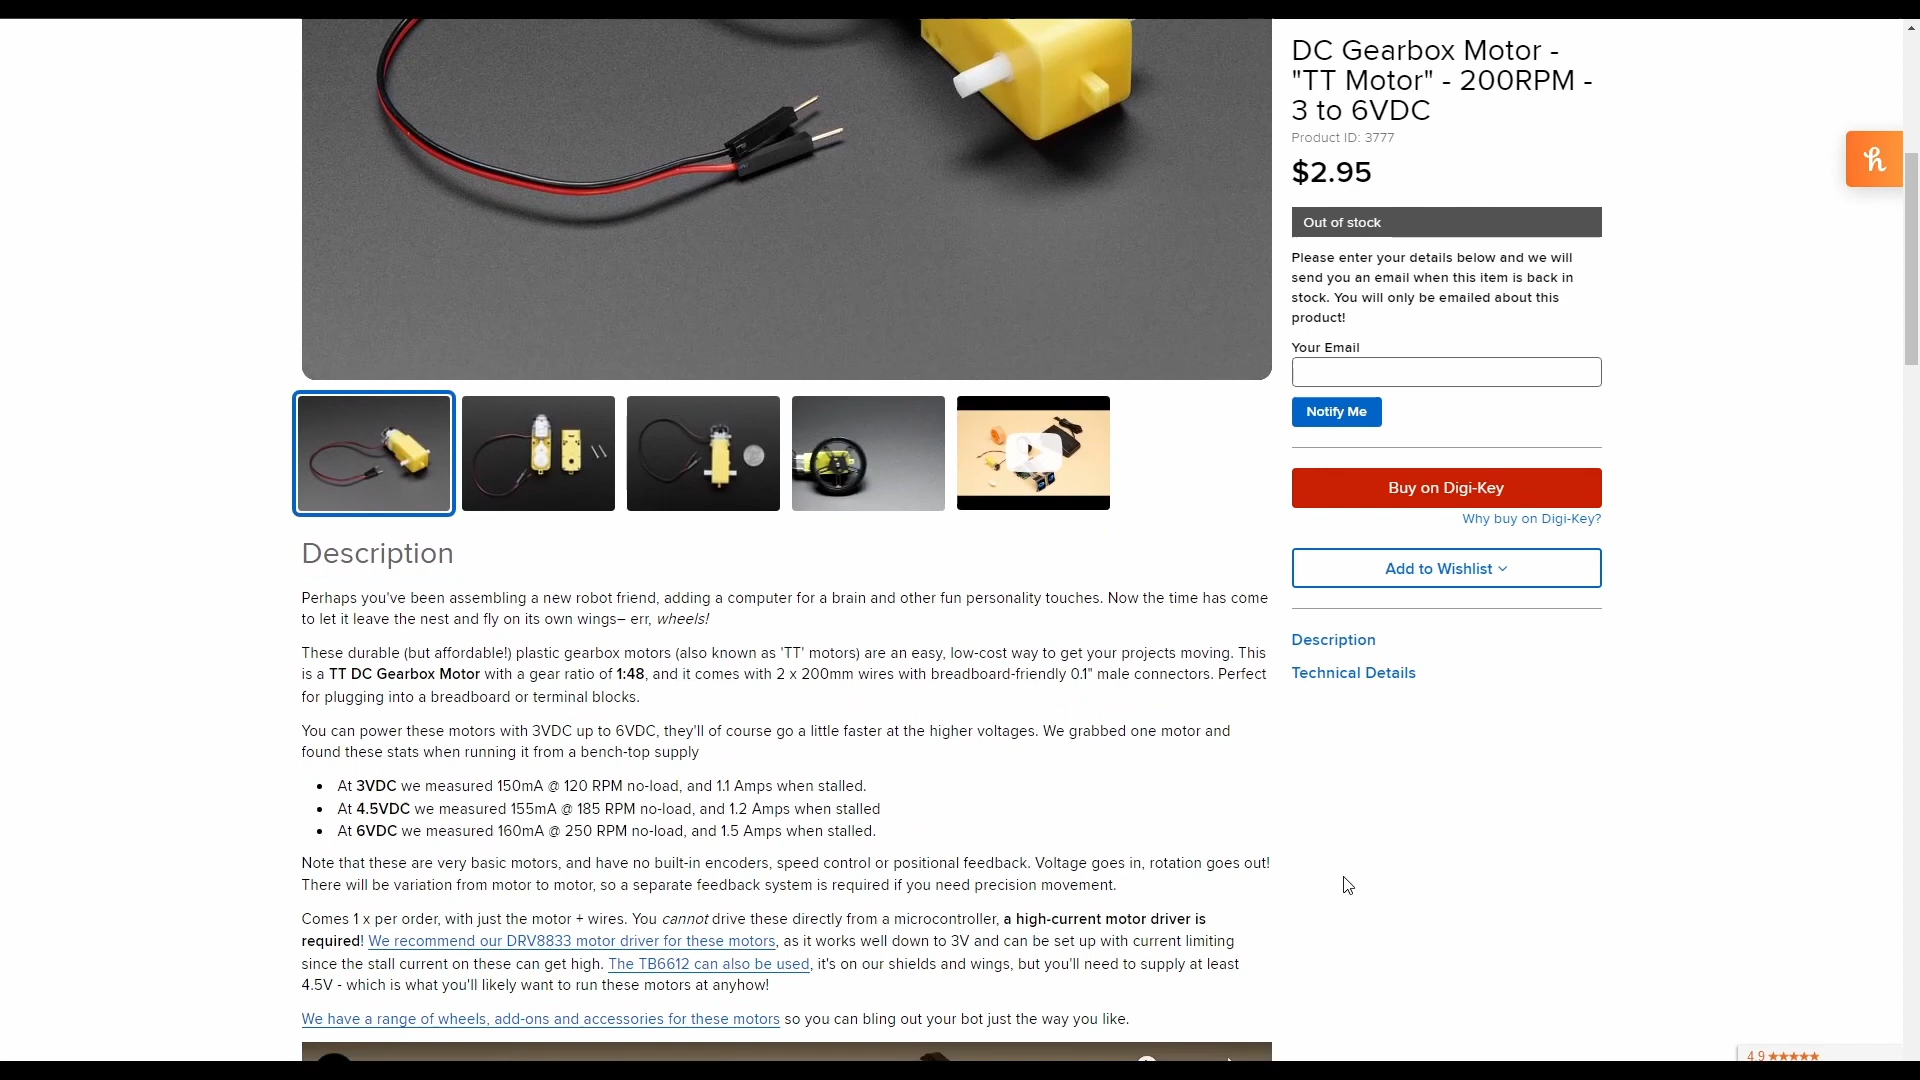 DC Gearbox Motor -
"TT Motor" - 200RPM -
3 to 6VDC
Product ID: 3777
$2.95
Out of stock
Please enter your details below and we will
send you an email when this item is back in
stock. You will only be emailed about this
product!
Your Email
Notify Me
Buy on Digi-Key
Why buy on Digi-Key?
Add to Wishlist
Description
Technical Details
Description
Perhaps you've been assembling a new robot friend, adding a computer for a brain and other fun personality touches. Now the time has come
to let it leave the nest and fly on its own wings– err, wheels!
These durable (but affordable!) plastic gearbox motors (also known as 'TT' motors) are an easy, low-cost way to get your projects moving. This
is a TT DC Gearbox Motor with a gear ratio of 1:48, and it comes with 2 x 200mm wires with breadboard-friendly 0.1" male connectors. Perfect
for plugging into a breadboard or terminal blocks.
You can power these motors with 3VDC up to 6VDC, they'll of course go a little faster at the higher voltages. We grabbed one motor and
found these stats when running it from a bench-top supply
• At 3VDC we measured 150mA @ 120 RPM no-load, and 1.1 Amps when stalled.
• At 4.5VDC we measured 155mA @ 185 RPM no-load, and 1.2 Amps when stalled
• At 6VDC we measured 160mA @ 250 RPM no-load, and 1.5 Amps when stalled.
Note that these are very basic motors, and have no built-in encoders, speed control or positional feedback. Voltage goes in, rotation goes out!
There will be variation from motor to motor, so a separate feedback system is required if you need precision movement.
Comes 1 x per order, with just the motor + wires. You cannot drive these directly from a microcontroller, a high-current motor driver is
required! We recommend our DRV8833 motor driver for these motors, as it works well down to 3V and can be set up with current limiting
since the stall current on these can get high. The TB6612 can also be used, it's on our shields and wings, but you'll need to supply at least
4.5V - which is what you'll likely want to run these motors at anyhow!
We have a range of wheels, add-ons and accessories for these motors so you can bling out your bot just the way you like.
4.9 ★★★★★